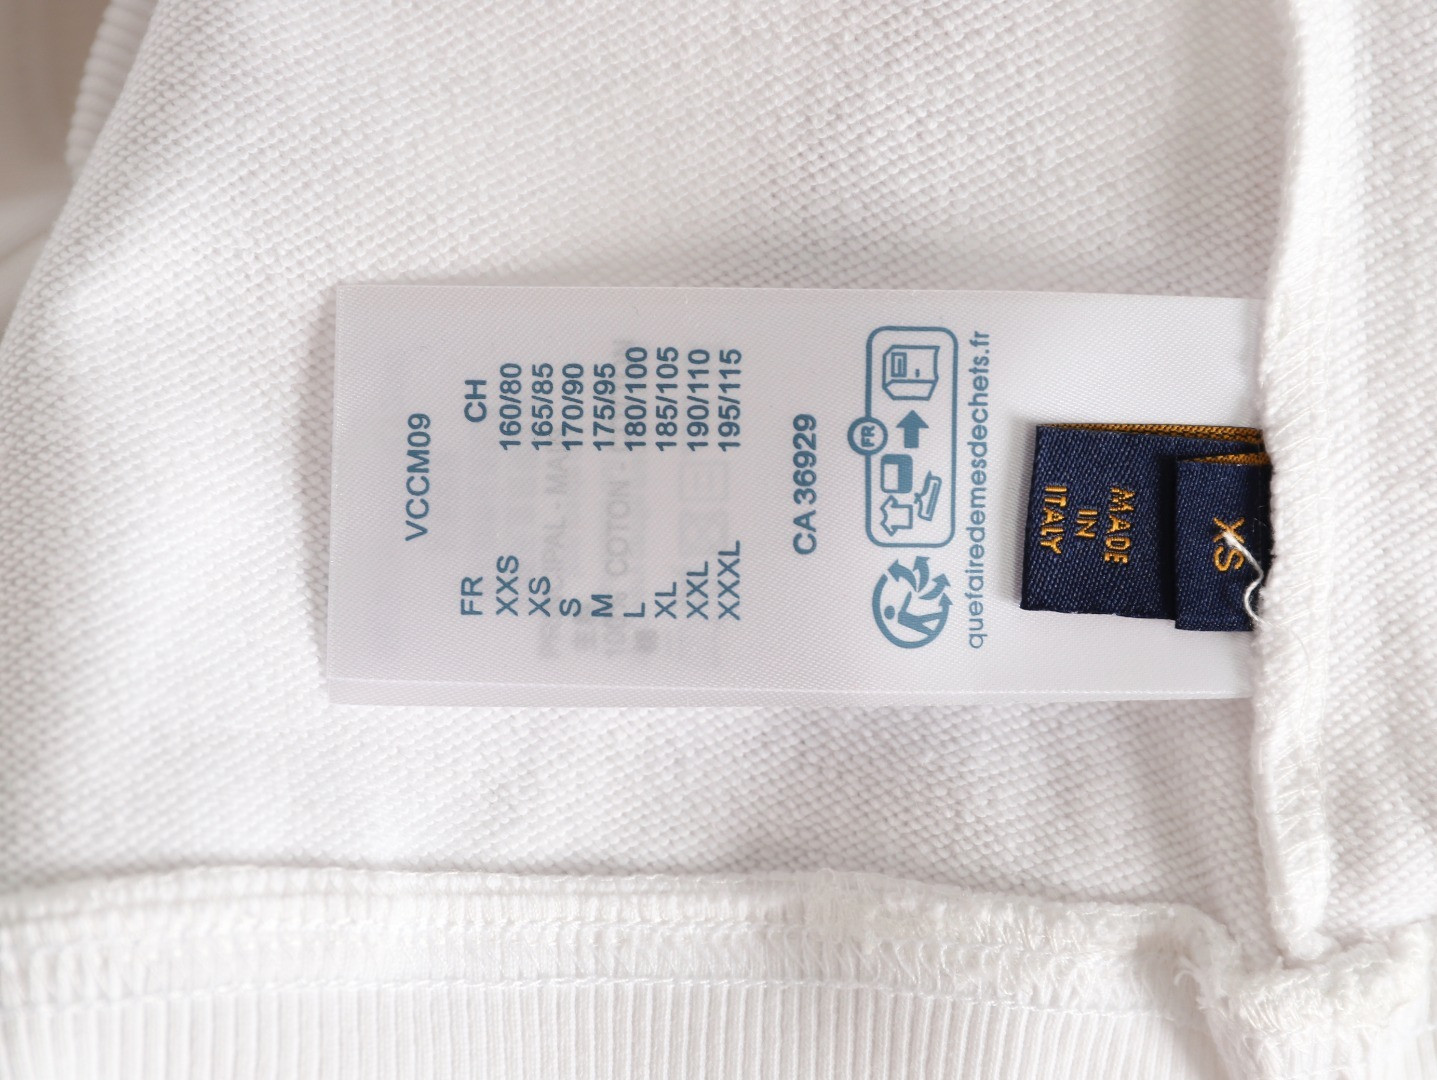 VCCM09
FR CH
XXS 160/80
XS 165/85
S 170/90
M 175/95
L 180/100
XL 185/105
XXL 190/110
XXXL 195/115
CA 36929
FR
quefairedemesdechets.fr
MADE
IN
ITALY
XS